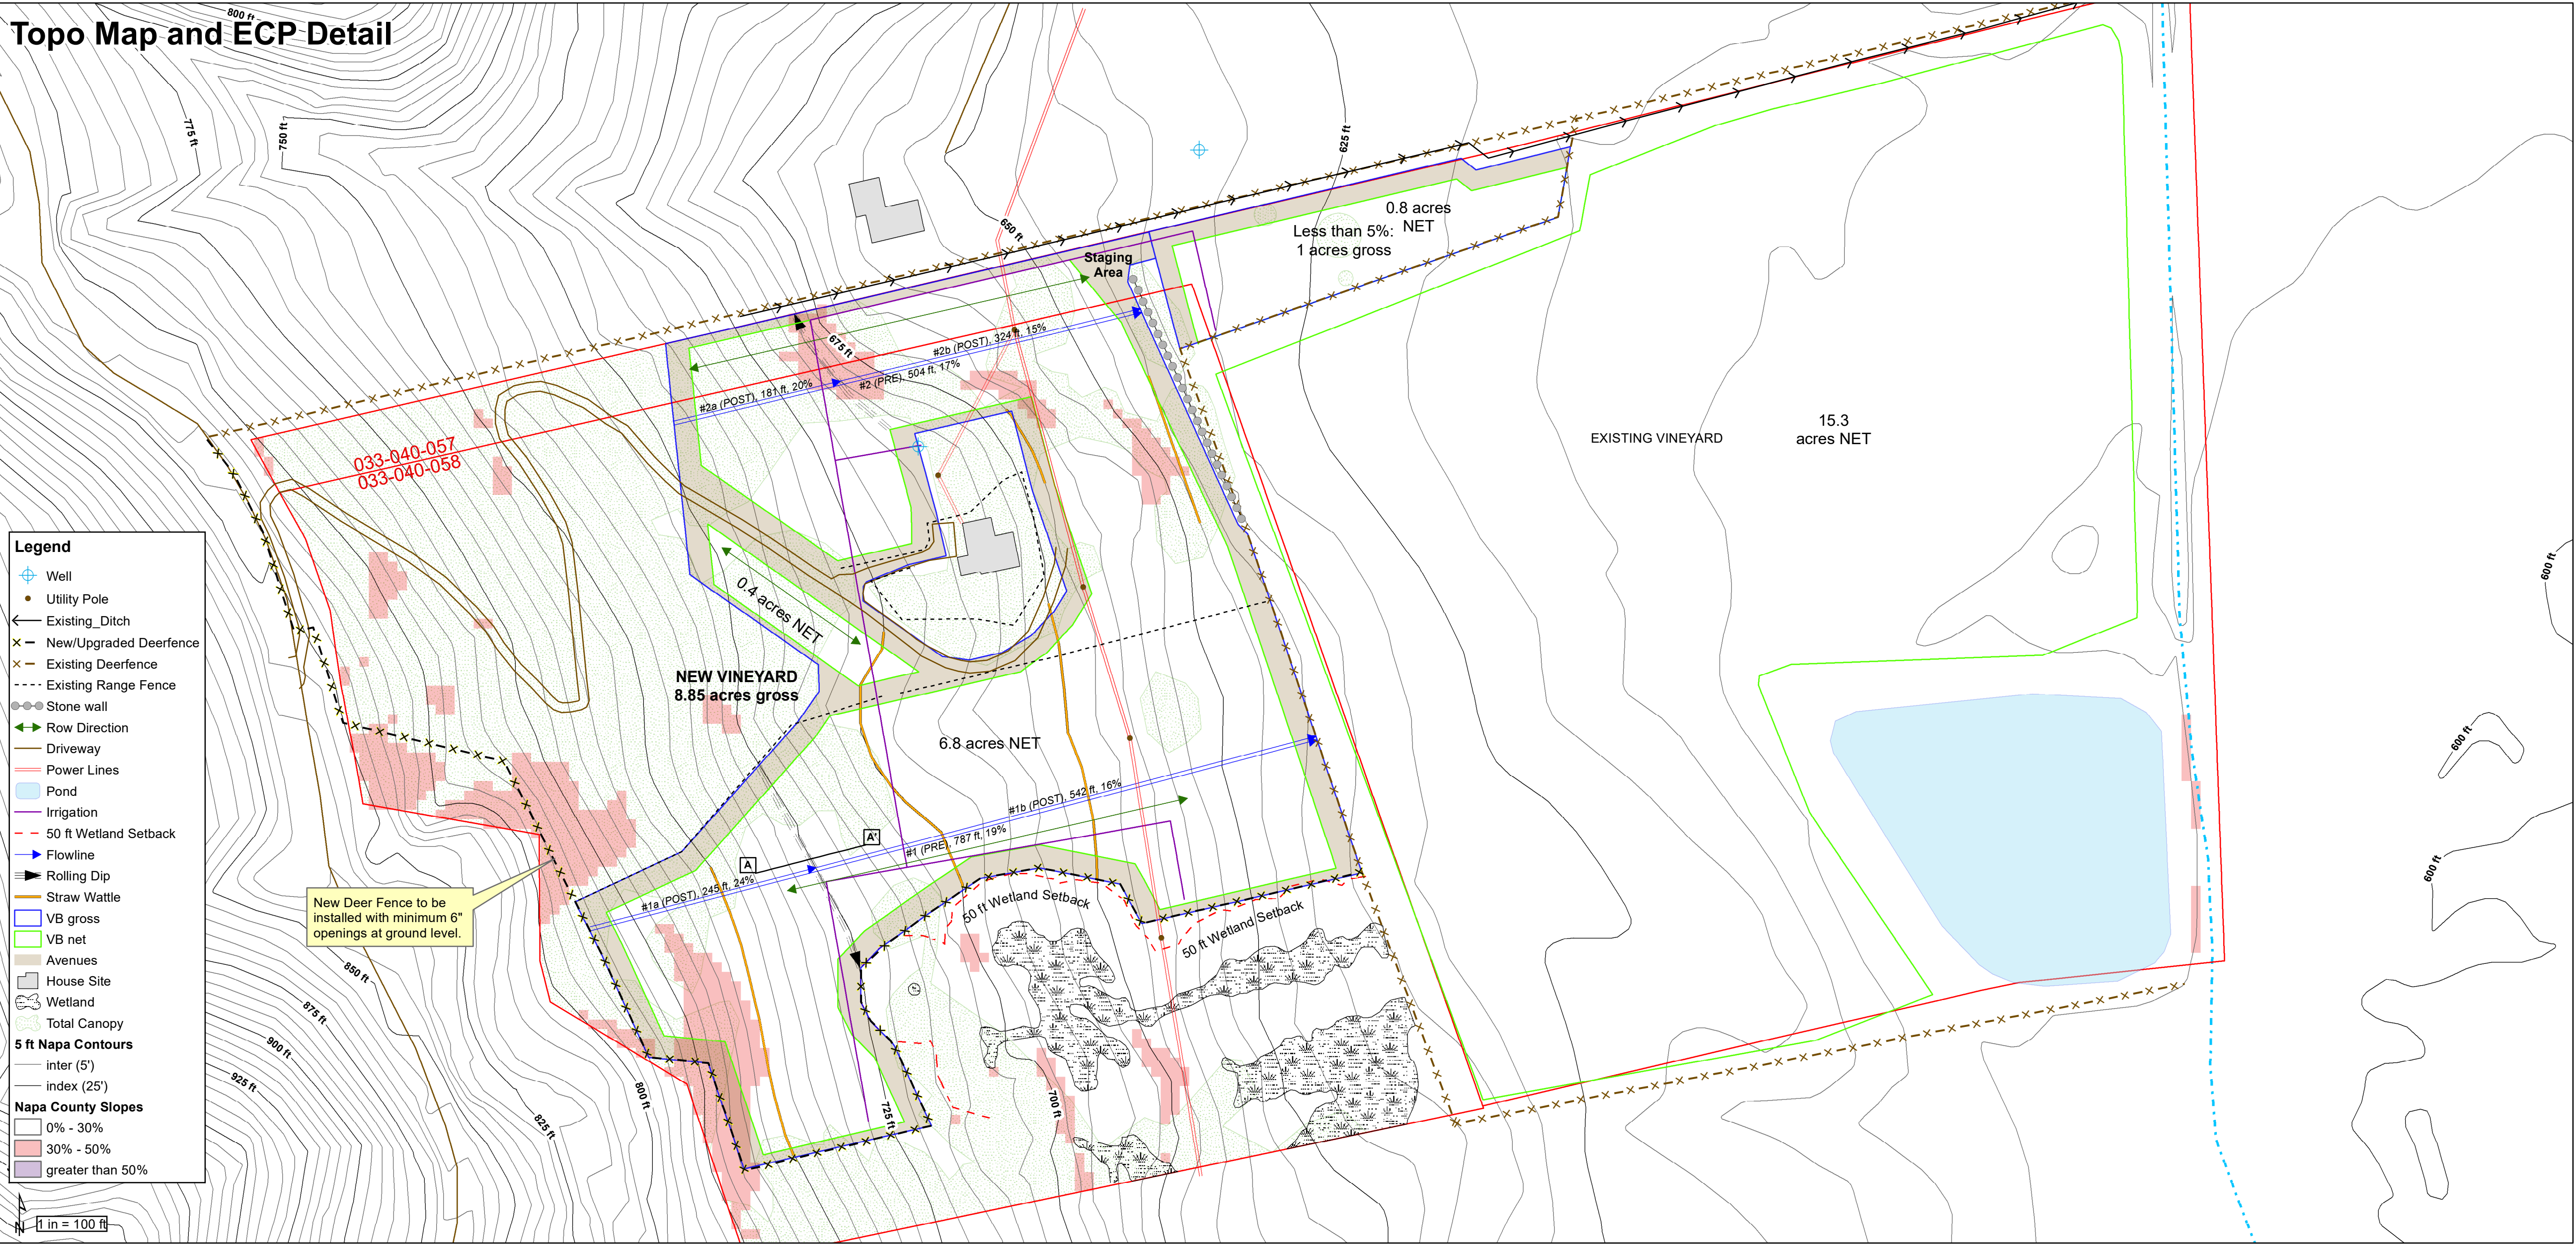 Topo Map and ECP Detail
800 ft
775 ft
750 ft
625 ft
650 ft
0.8 acres
NET
Less than 5%:
1 acres gross
Staging
Area
675 ft
#2b (POST), 324 ft, 15%
#2 (PRE), 504 ft, 17%
#2a (POST), 181 ft, 20%
033-040-057
033-040-058
EXISTING VINEYARD
15.3
acres NET
0.4 acres NET
NEW VINEYARD
8.85 acres gross
6.8 acres NET
#1b (POST), 542 ft, 16%
#1 (PRE), 787 ft, 19%
#1a (POST), 245 ft, 24%
A
A'
50 ft Wetland Setback
50 ft Wetland Setback
600 ft
600 ft
600 ft
New Deer Fence to be
installed with minimum 6"
openings at ground level.
850 ft
875 ft
900 ft
925 ft
825 ft
800 ft
725 ft
700 ft
Legend
Well
Utility Pole
Existing_Ditch
New/Upgraded Deerfence
Existing Deerfence
Existing Range Fence
Stone wall
Row Direction
Driveway
Power Lines
Pond
Irrigation
50 ft Wetland Setback
Flowline
Rolling Dip
Straw Wattle
VB gross
VB net
Avenues
House Site
Wetland
Total Canopy
5 ft Napa Contours
inter (5')
index (25')
Napa County Slopes
0% - 30%
30% - 50%
greater than 50%
N
1 in = 100 ft